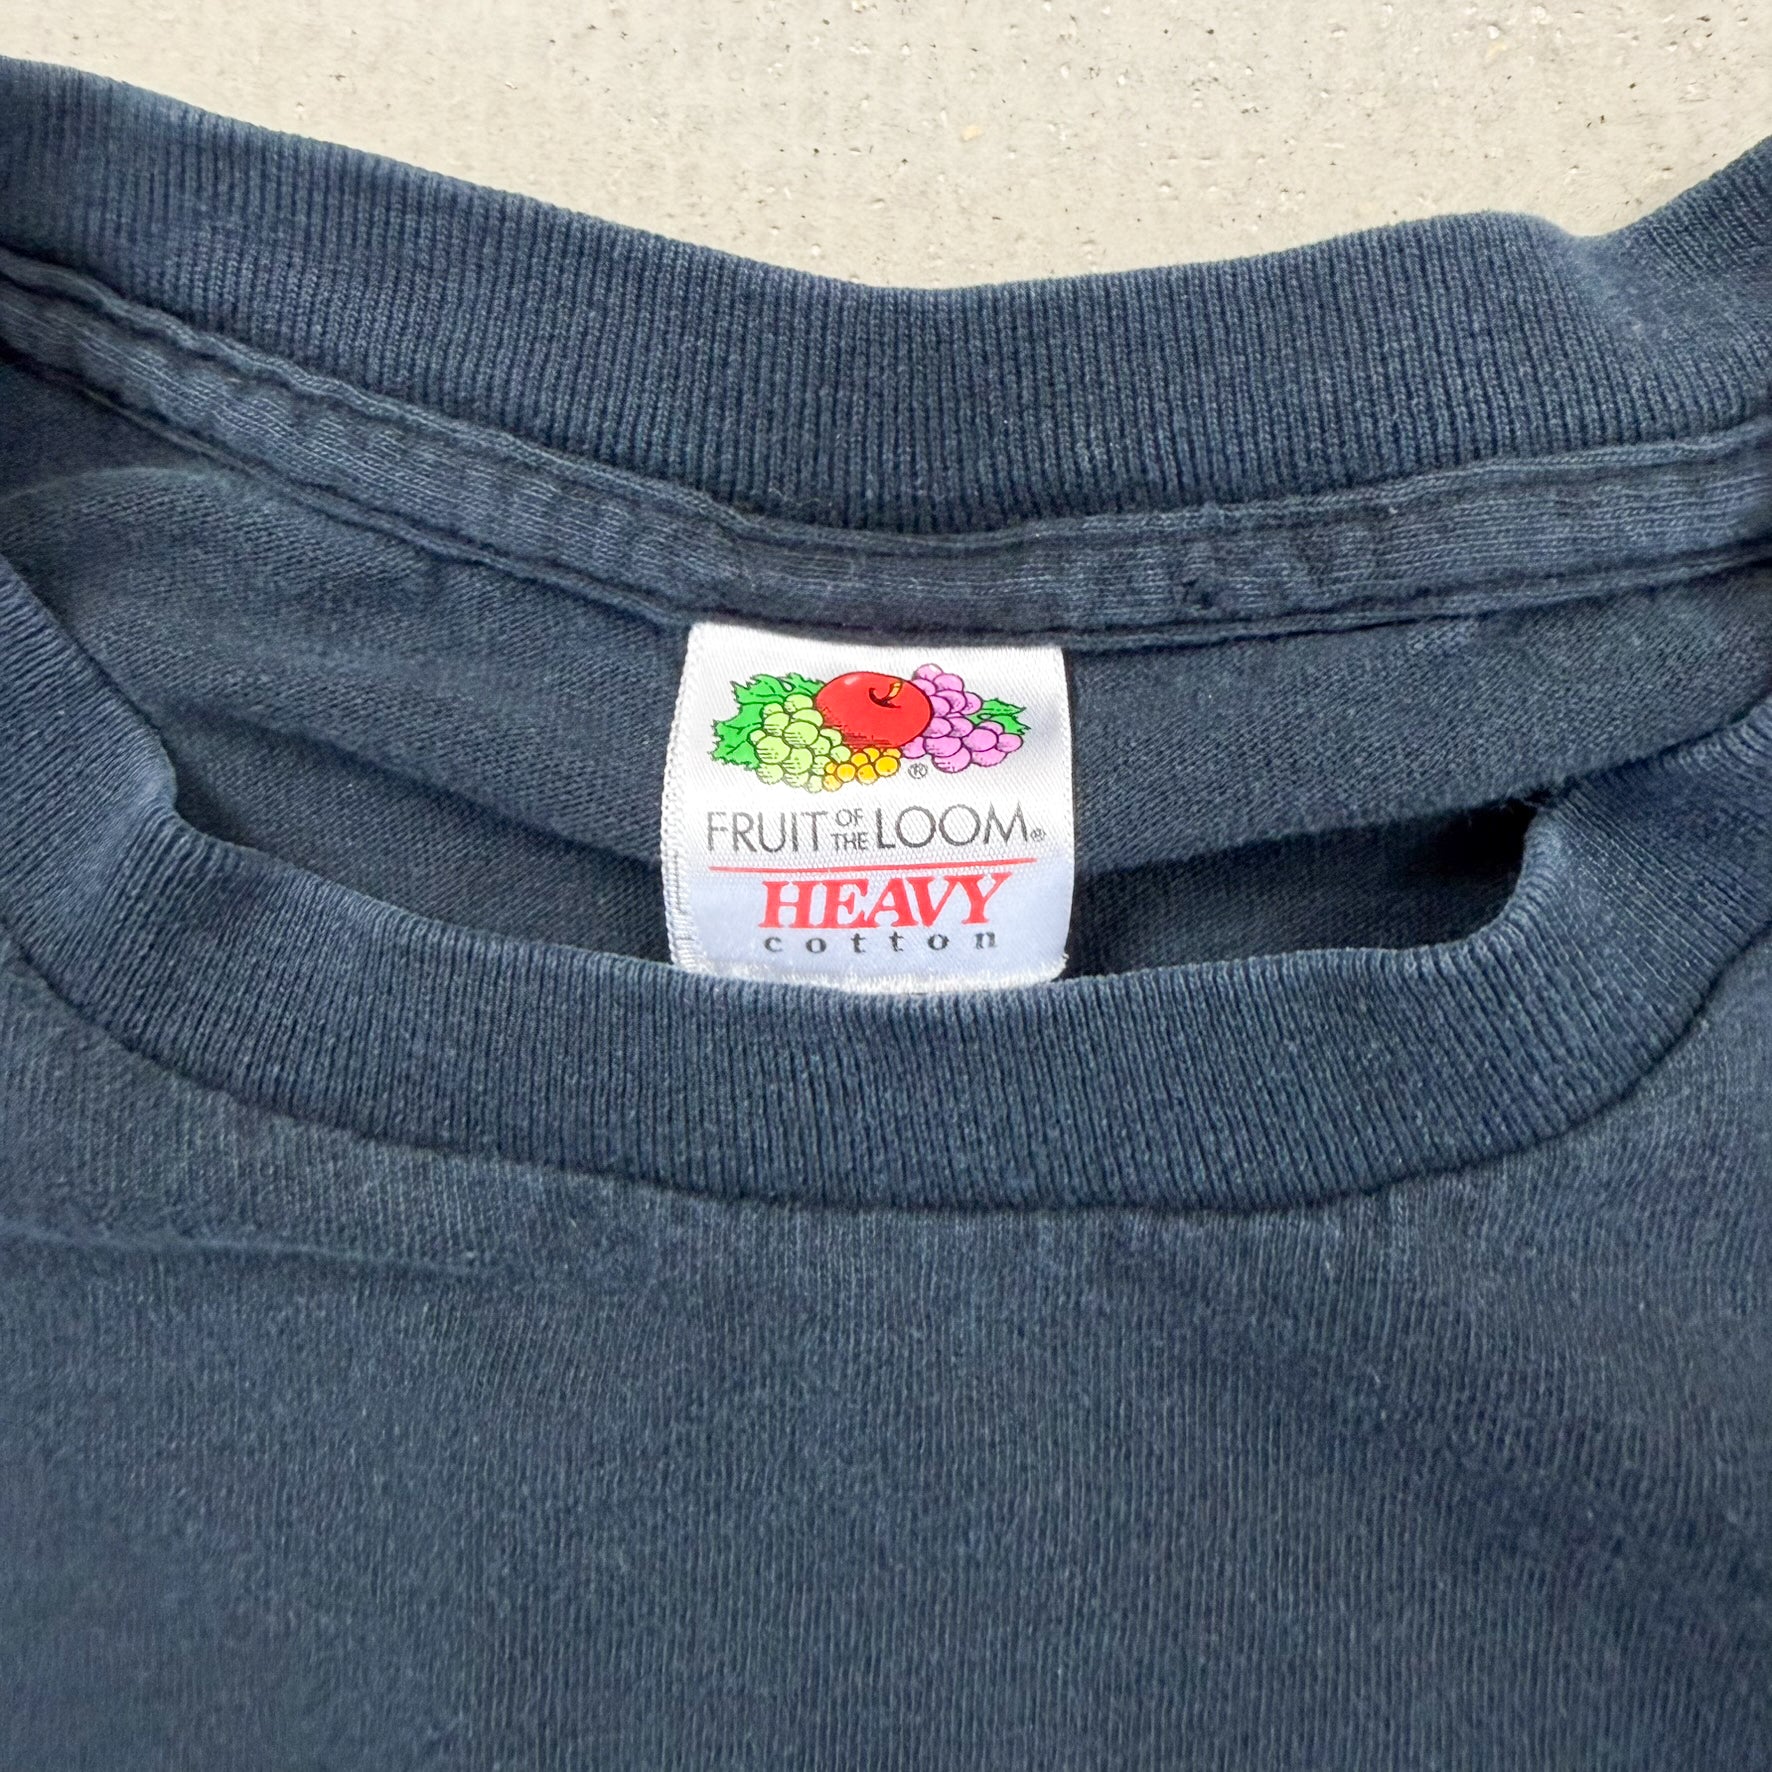 ®
FRUIT OF THE LOOM®
HEAVY
cotton